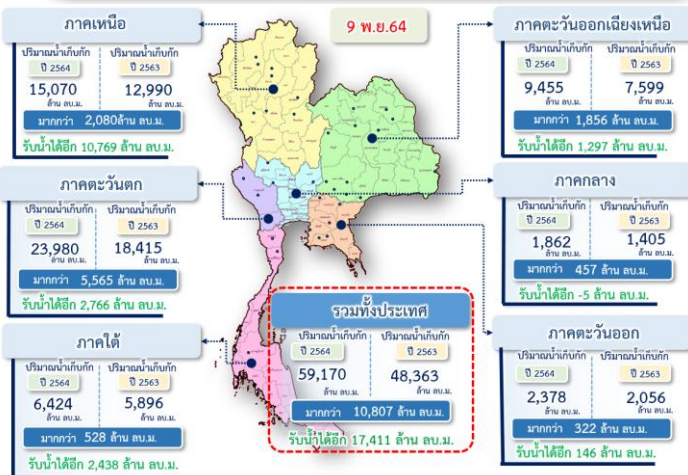 9 พ.ย.64
ภาคเหนือ
ปริมาณน้ำเก็บกัก ปริมาณน้ำเก็บกัก
ปี 2564 ปี 2563
15,070 12,990
ล้าน ลบ.ม. ล้าน ลบ.ม.
มากกว่า 2,080ล้าน ลบ.ม.
รับน้ำได้อีก 10,769 ล้าน ลบ.ม.
ภาคตะวันออกเฉียงเหนือ
ปริมาณน้ำเก็บกัก ปริมาณน้ำเก็บกัก
ปี 2564 ปี 2563
9,455 7,599
ล้าน ลบ.ม. ล้าน ลบ.ม.
มากกว่า 1,856 ล้าน ลบ.ม.
รับน้ำได้อีก 1,297 ล้าน ลบ.ม.
ภาคตะวันตก
ปริมาณน้ำเก็บกัก ปริมาณน้ำเก็บกัก
ปี 2564 ปี 2563
23,980 18,415
ล้าน ลบ.ม. ล้าน ลบ.ม.
มากกว่า 5,565 ล้าน ลบ.ม.
รับน้ำได้อีก 2,766 ล้าน ลบ.ม.
ภาคกลาง
ปริมาณน้ำเก็บกัก ปริมาณน้ำเก็บกัก
ปี 2564 ปี 2563
1,862 1,405
ล้าน ลบ.ม. ล้าน ลบ.ม.
มากกว่า 457 ล้าน ลบ.ม.
รับน้ำได้อีก -5 ล้าน ลบ.ม.
ภาคใต้
ปริมาณน้ำเก็บกัก ปริมาณน้ำเก็บกัก
ปี 2564 ปี 2563
6,424 5,896
ล้าน ลบ.ม. ล้าน ลบ.ม.
มากกว่า 528 ล้าน ลบ.ม.
รับน้ำได้อีก 2,438 ล้าน ลบ.ม.
รวมทั้งประเทศ
ปริมาณน้ำเก็บกัก ปริมาณน้ำเก็บกัก
ปี 2564 ปี 2563
59,170 48,363
ล้าน ลบ.ม. ล้าน ลบ.ม.
มากกว่า 10,807 ล้าน ลบ.ม.
รับน้ำได้อีก 17,411 ล้าน ลบ.ม.
ภาคตะวันออก
ปริมาณน้ำเก็บกัก ปริมาณน้ำเก็บกัก
ปี 2564 ปี 2563
2,378 2,056
ล้าน ลบ.ม. ล้าน ลบ.ม.
มากกว่า 322 ล้าน ลบ.ม.
รับน้ำได้อีก 146 ล้าน ลบ.ม.